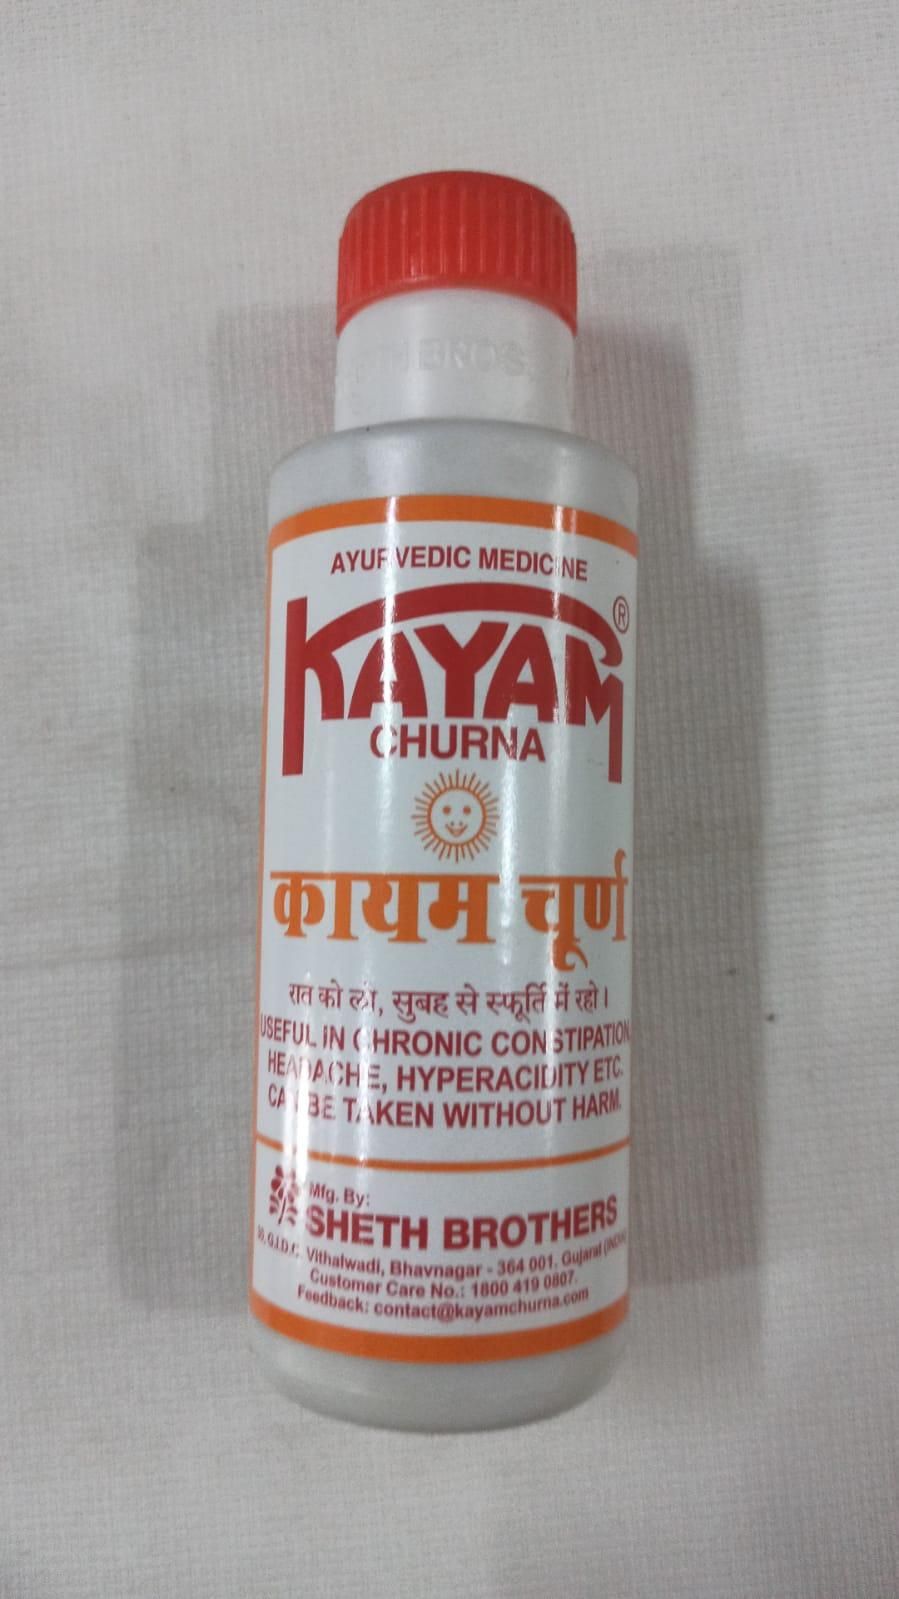 BROS.
AYURVEDIC MEDICINE
KAYAM®
CHURNA
कायम चूर्ण
रात को लो, सुबह से स्फूर्ति में रहो।
USEFUL IN CHRONIC CONSTIPATION,
HEADACHE, HYPERACIDITY ETC.
CAN BE TAKEN WITHOUT HARM.
Mfg. By:
SHETH BROTHERS
G.I.D.C. Vithalwadi, Bhavnagar - 364 001. Gujarat (INDIA)
Customer Care No.: 1800 419 0807.
Feedback: contact@kayamchurna.com